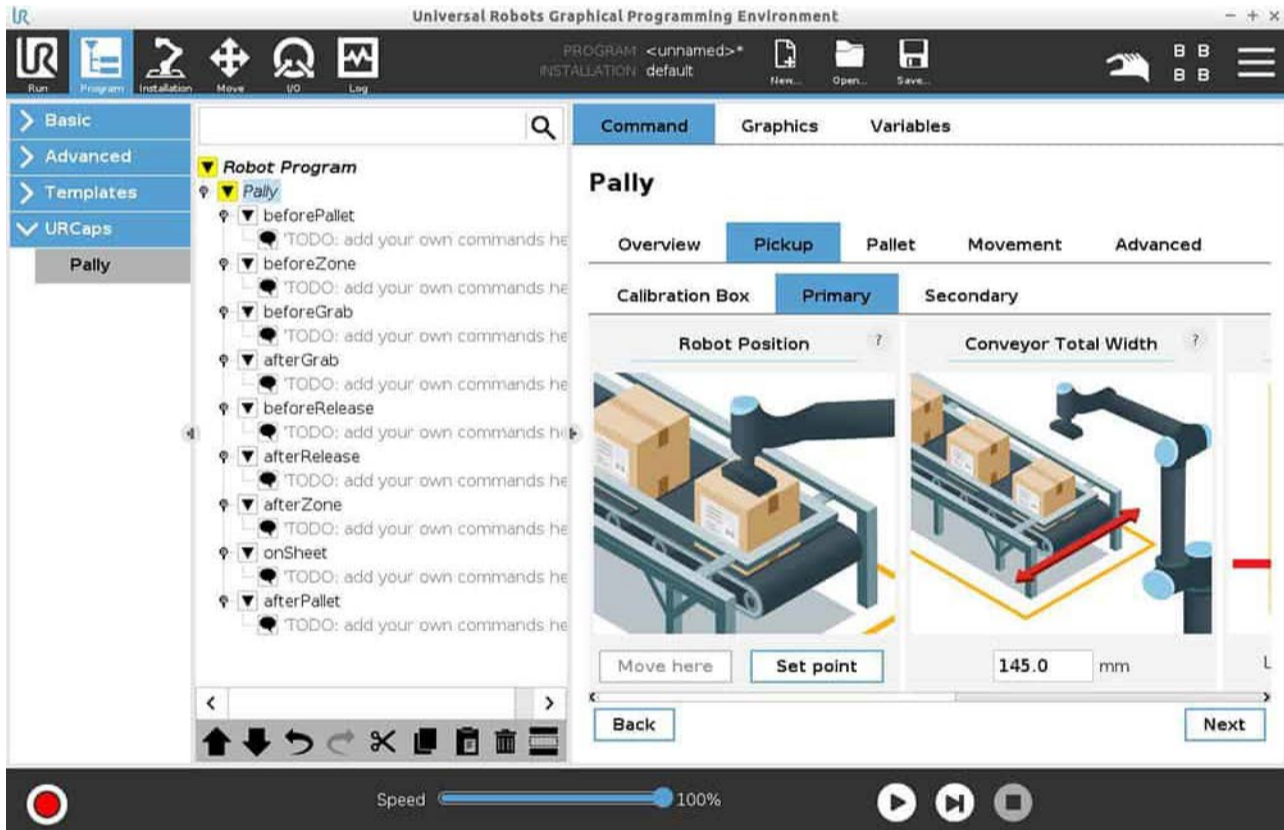 UR
Universal Robots Graphical Programming Environment
Run
Program
Installation
Move
I/O
Log
PROGRAM <unnamed>*
INSTALLATION default
New...
Open...
Save...
B B
B B
Basic
Advanced
Templates
URCaps
Pally
Robot Program
Pally
beforePallet
'TODO: add your own commands he
beforeZone
'TODO: add your own commands he
beforeGrab
'TODO: add your own commands he
afterGrab
'TODO: add your own commands he
beforeRelease
'TODO: add your own commands he
afterRelease
'TODO: add your own commands he
afterZone
'TODO: add your own commands he
onSheet
'TODO: add your own commands he
afterPallet
'TODO: add your own commands he
Command Graphics Variables
Pally
Overview Pickup Pallet Movement Advanced
Calibration Box Primary Secondary
Robot Position ? Conveyor Total Width ?
Move here Set point 145.0 mm L
Back Next
Speed 100%